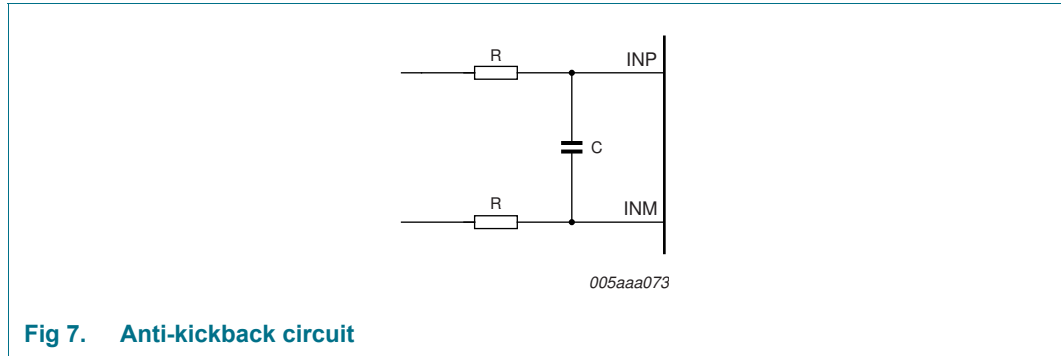 R
INP
C
R
INM
005aaa073
Fig 7. Anti-kickback circuit